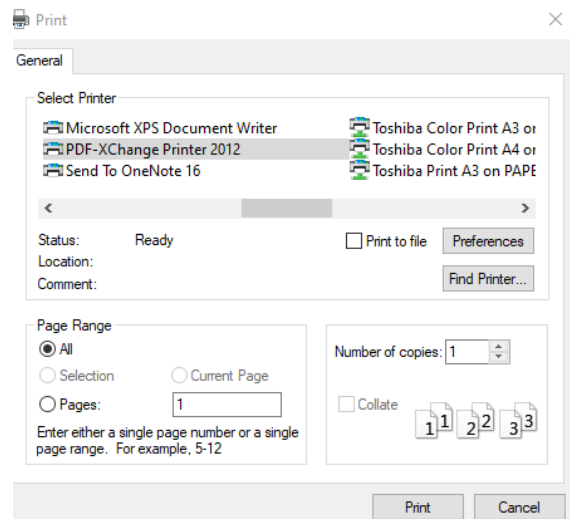 Print
General
Select Printer
Microsoft XPS Document Writer
Toshiba Color Print A3 or
PDF-XChange Printer 2012
Toshiba Color Print A4 or
Send To OneNote 16
Toshiba Print A3 on PAPE
Status: Ready
Print to file
Preferences
Location:
Comment:
Find Printer...
Page Range
All
Selection
Current Page
Pages: 1
Enter either a single page number or a single
page range. For example, 5-12
Number of copies: 1
Collate
1 1 2 2 3 3
Print
Cancel